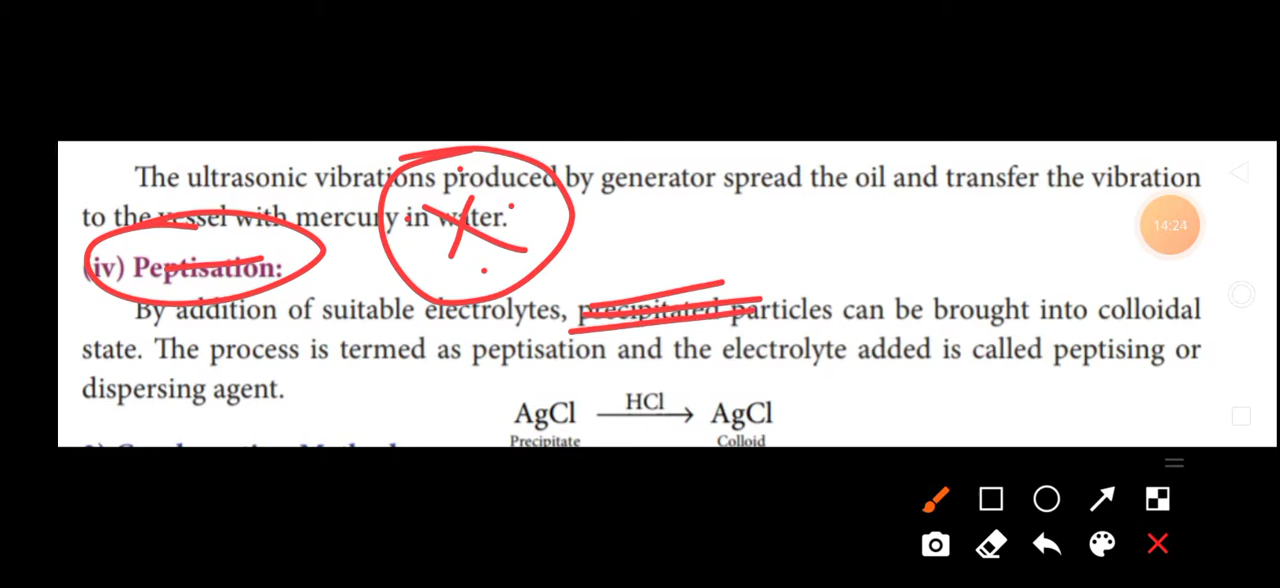 The ultrasonic vibrations produced by generator spread the oil and transfer the vibration
to the vessel with mercury in water.
14:24
(iv) Peptisation:
By addition of suitable electrolytes, precipitated particles can be brought into colloidal
state. The process is termed as peptisation and the electrolyte added is called peptising or
dispersing agent.
HCl
AgCl ⟶ AgCl
Precipitate Colloid